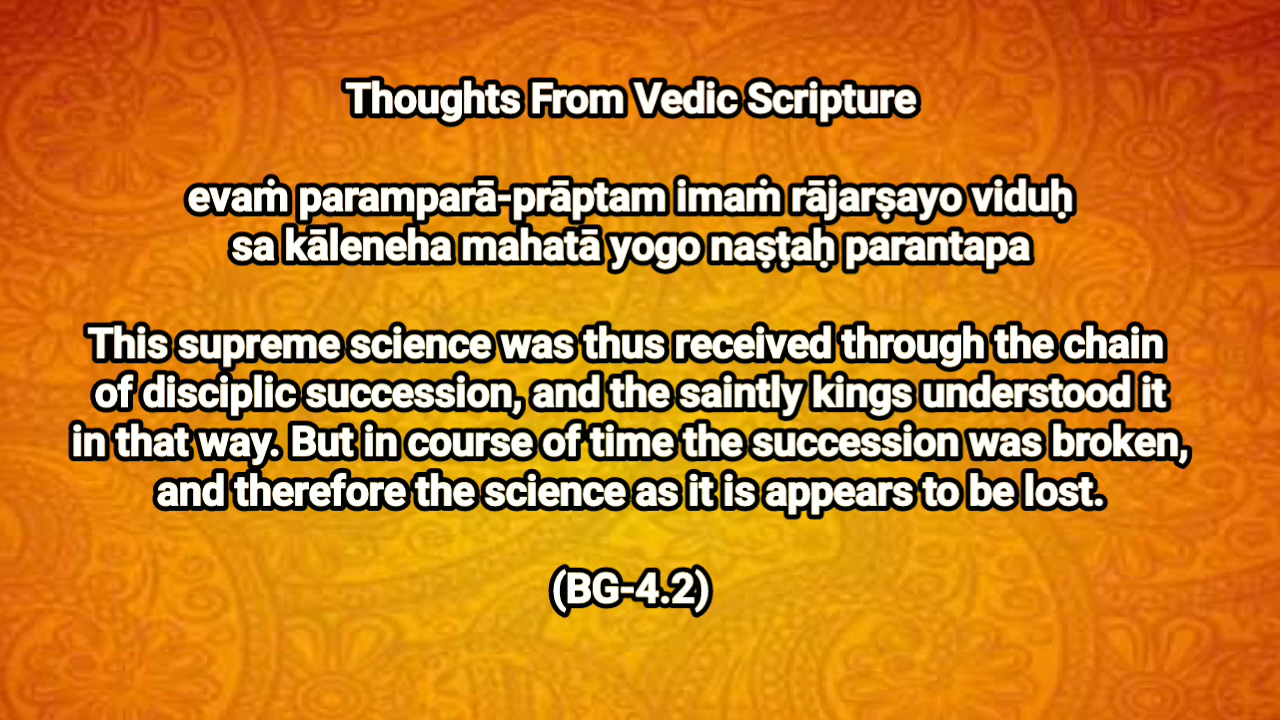 Thoughts From Vedic Scripture
evaṁ paramparā-prāptam imaṁ rājarṣayo viduḥ
sa kāleneha mahatā yogo naṣṭaḥ parantapa
This supreme science was thus received through the chain
of disciplic succession, and the saintly kings understood it
in that way. But in course of time the succession was broken,
and therefore the science as it is appears to be lost.
(BG-4.2)